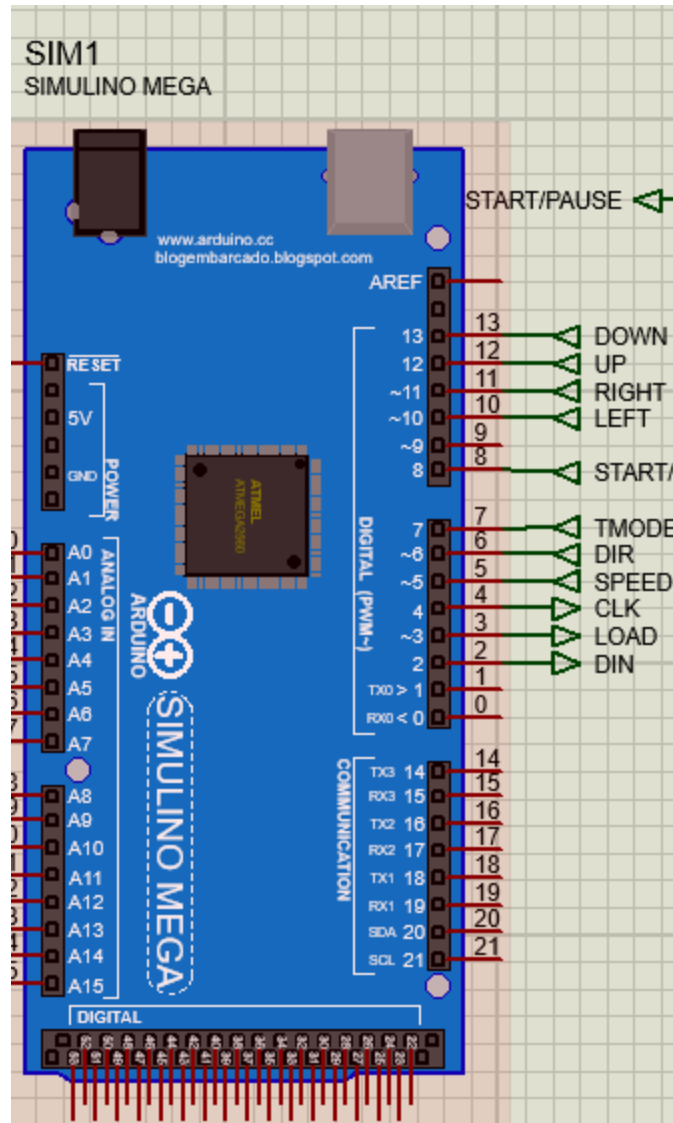 SIM1
SIMULINO MEGA
START/PAUSE
www.arduino.cc
blogembarcado.blogspot.com
AREF
13 13 DOWN
12 12 UP
~11 11 RIGHT
~10 10 LEFT
~9 9
8 8 START/
RESET
5V
GND
POWER
ATMEL
ATMEGA2560
DIGITAL (PWM~)
7 7 TMODE
~6 6 DIR
~5 5 SPEED
4 4 CLK
~3 3 LOAD
2 2 DIN
TX0 > 1 1
RX0 < 0 0
ANALOG IN
A0
A1
A2
A3
A4
A5
A6
A7
ARDUINO
SIMULINO MEGA
COMMUNICATION
TX3 14 14
RX3 15 15
TX2 16 16
RX2 17 17
TX1 18 18
RX1 19 19
SDA 20 20
SCL 21 21
A8
A9
A10
A11
A12
A13
A14
A15
DIGITAL